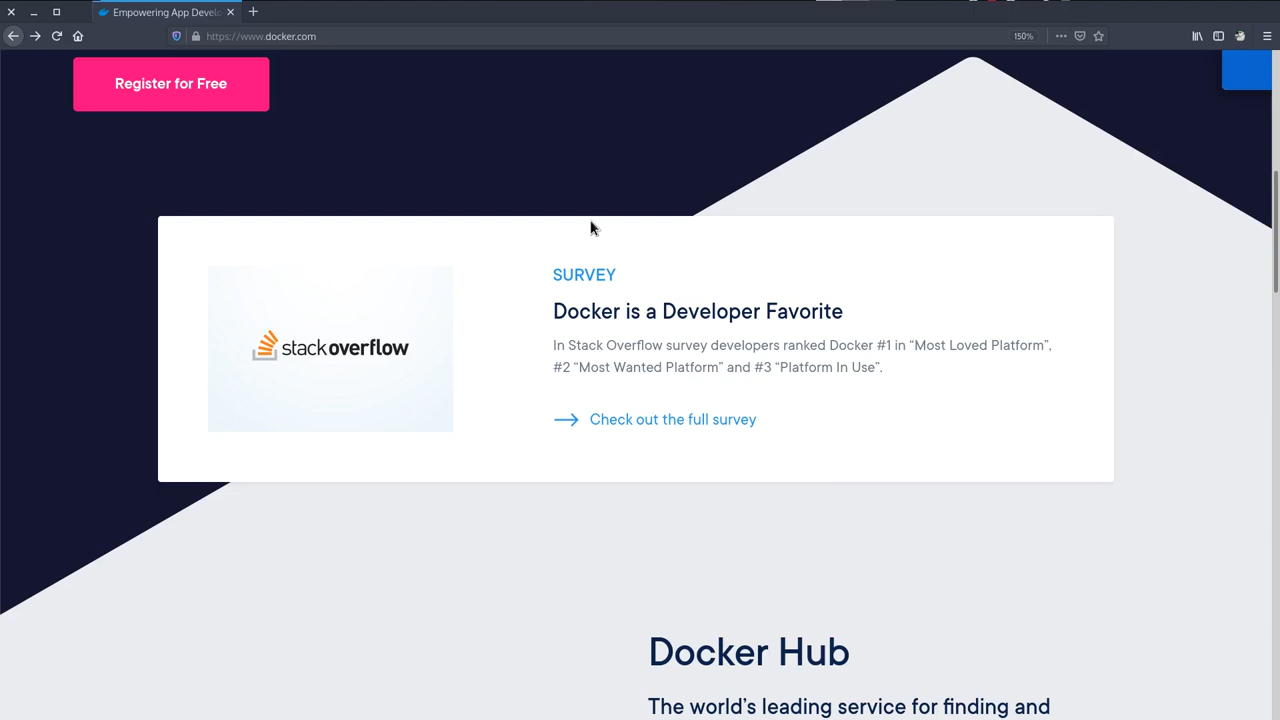 Empowering App Develo
https://www.docker.com
150%
Register for Free
stackoverflow
SURVEY
Docker is a Developer Favorite
In Stack Overflow survey developers ranked Docker #1 in “Most Loved Platform”,
#2 “Most Wanted Platform” and #3 “Platform In Use”.
Check out the full survey
Docker Hub
The world’s leading service for finding and